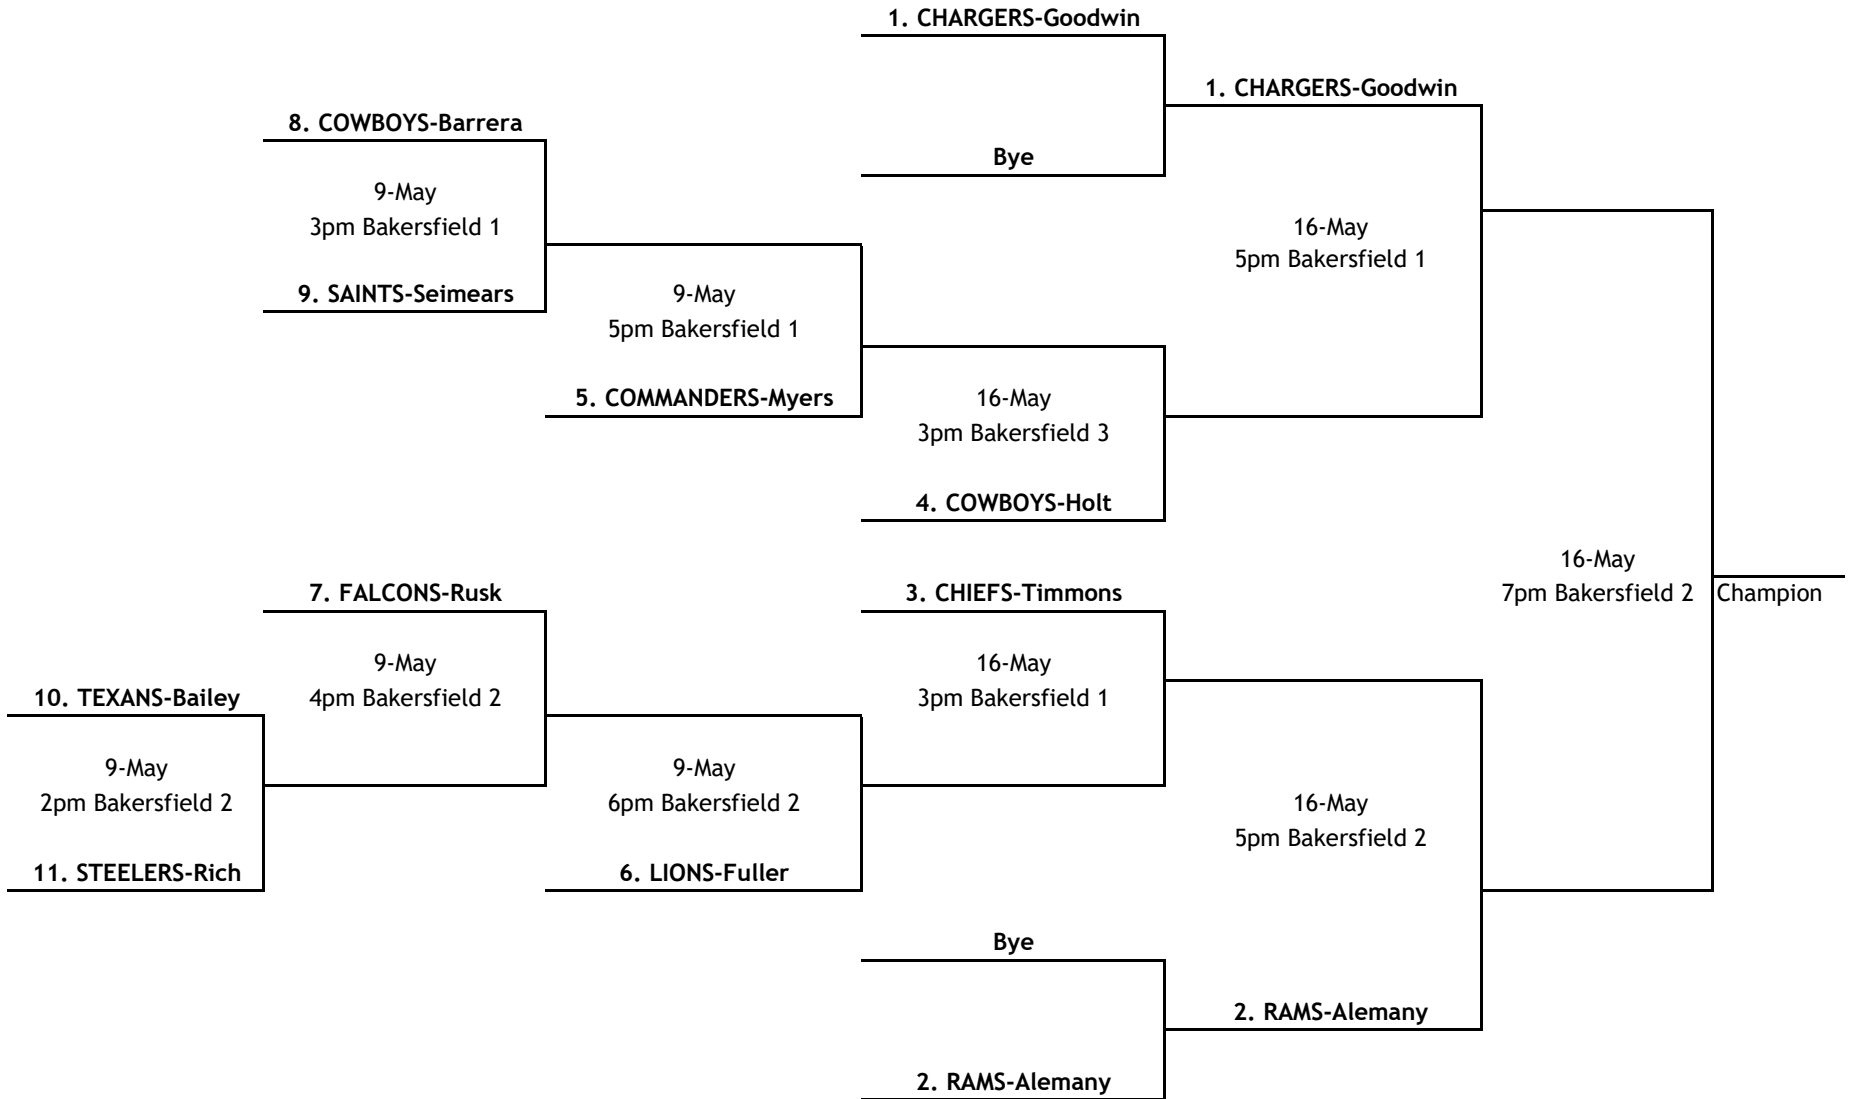 1. CHARGERS-Goodwin
1. CHARGERS-Goodwin
8. COWBOYS-Barrera
Bye
9-May
3pm Bakersfield 1
16-May
5pm Bakersfield 1
9. SAINTS-Seimears
9-May
5pm Bakersfield 1
5. COMMANDERS-Myers
16-May
3pm Bakersfield 3
4. COWBOYS-Holt
16-May
7pm Bakersfield 2
Champion
7. FALCONS-Rusk
3. CHIEFS-Timmons
9-May
4pm Bakersfield 2
16-May
3pm Bakersfield 1
10. TEXANS-Bailey
9-May
2pm Bakersfield 2
9-May
6pm Bakersfield 2
16-May
5pm Bakersfield 2
11. STEELERS-Rich
6. LIONS-Fuller
Bye
2. RAMS-Alemany
2. RAMS-Alemany